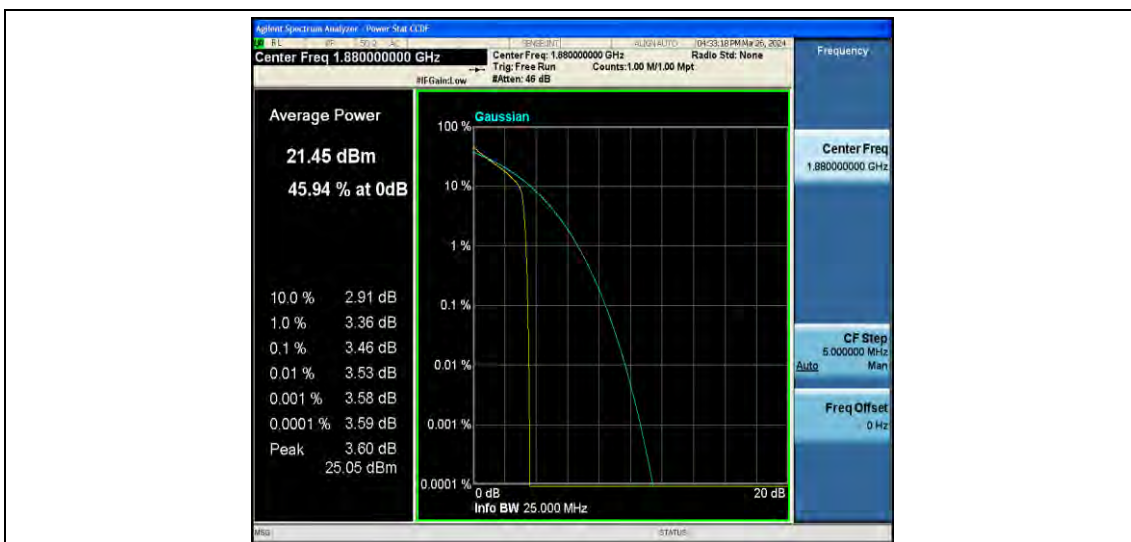 Agilent Spectrum Analyzer - Power Stat CCDF
RL RF 50 Ω AC SENSE:INT ALIGN AUTO 04:33:18 PM Mar 26, 2024
Center Freq 1.880000000 GHz
Center Freq: 1.880000000 GHz Radio Std: None
Trig: Free Run Counts:1.00 M/1.00 Mpt
#IFGain:Low #Atten: 46 dB
Frequency
Average Power
21.45 dBm
45.94 % at 0dB
10.0 % 2.91 dB
1.0 % 3.36 dB
0.1 % 3.46 dB
0.01 % 3.53 dB
0.001 % 3.58 dB
0.0001 % 3.59 dB
Peak 3.60 dB
25.05 dBm
Gaussian
100 %
10 %
1 %
0.1 %
0.01 %
0.001 %
0.0001 %
0 dB 20 dB
Info BW 25.000 MHz
Center Freq
1.880000000 GHz
CF Step
5.000000 MHz
Auto Man
Freq Offset
0 Hz
MSG STATUS